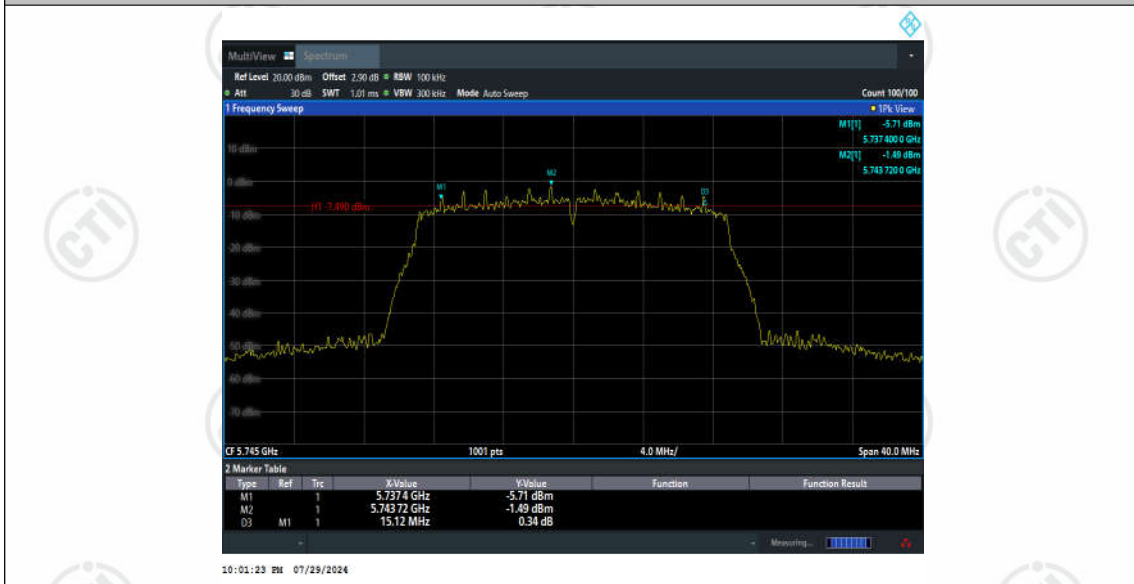 MultiView Spectrum
Ref Level 20.00 dBm Offset 2.90 dB RBW 100 kHz
Att 30 dB SWT 1.01 ms VBW 300 kHz Mode Auto Sweep Count 100/100
1 Frequency Sweep 1Pk View
M1[1] -5.71 dBm
5.737 400 0 GHz
M2[1] -1.49 dBm
5.743 720 0 GHz
10 dBm
M2
0 dBm
M1
D3
H1 -7.490 dBm
-10 dBm
-20 dBm
-30 dBm
-40 dBm
-50 dBm
-60 dBm
-70 dBm
CF 5.745 GHz 1001 pts 4.0 MHz/ Span 40.0 MHz
2 Marker Table
Type Ref Trc X-Value Y-Value Function Function Result
M1 1 5.7374 GHz -5.71 dBm
M2 1 5.74372 GHz -1.49 dBm
D3 M1 1 15.12 MHz 0.34 dB
Measuring...
10:01:23 PM 07/29/2024
CTI
CTI